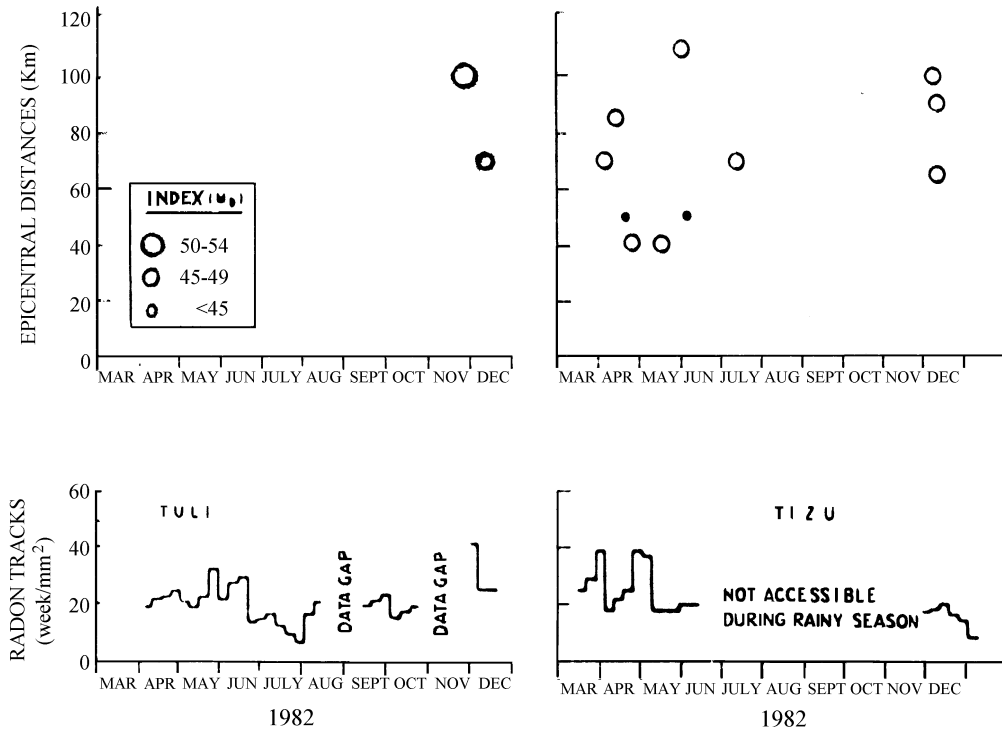 EPICENTRAL DISTANCES (Km)
120
100
80
60
40
20
0
INDEX (MD)
50-54
45-49
<45
MAR APR MAY JUN JULY AUG SEPT OCT NOV DEC
MAR APR MAY JUN JULY AUG SEPT OCT NOV DEC
RADON TRACKS
(week/mm²)
60
40
20
0
TULI
DATA GAP
DATA GAP
MAR APR MAY JUN JULY AUG SEPT OCT NOV DEC
1982
TIZU
NOT ACCESSIBLE
DURING RAINY SEASON
MAR APR MAY JUN JULY AUG SEPT OCT NOV DEC
1982